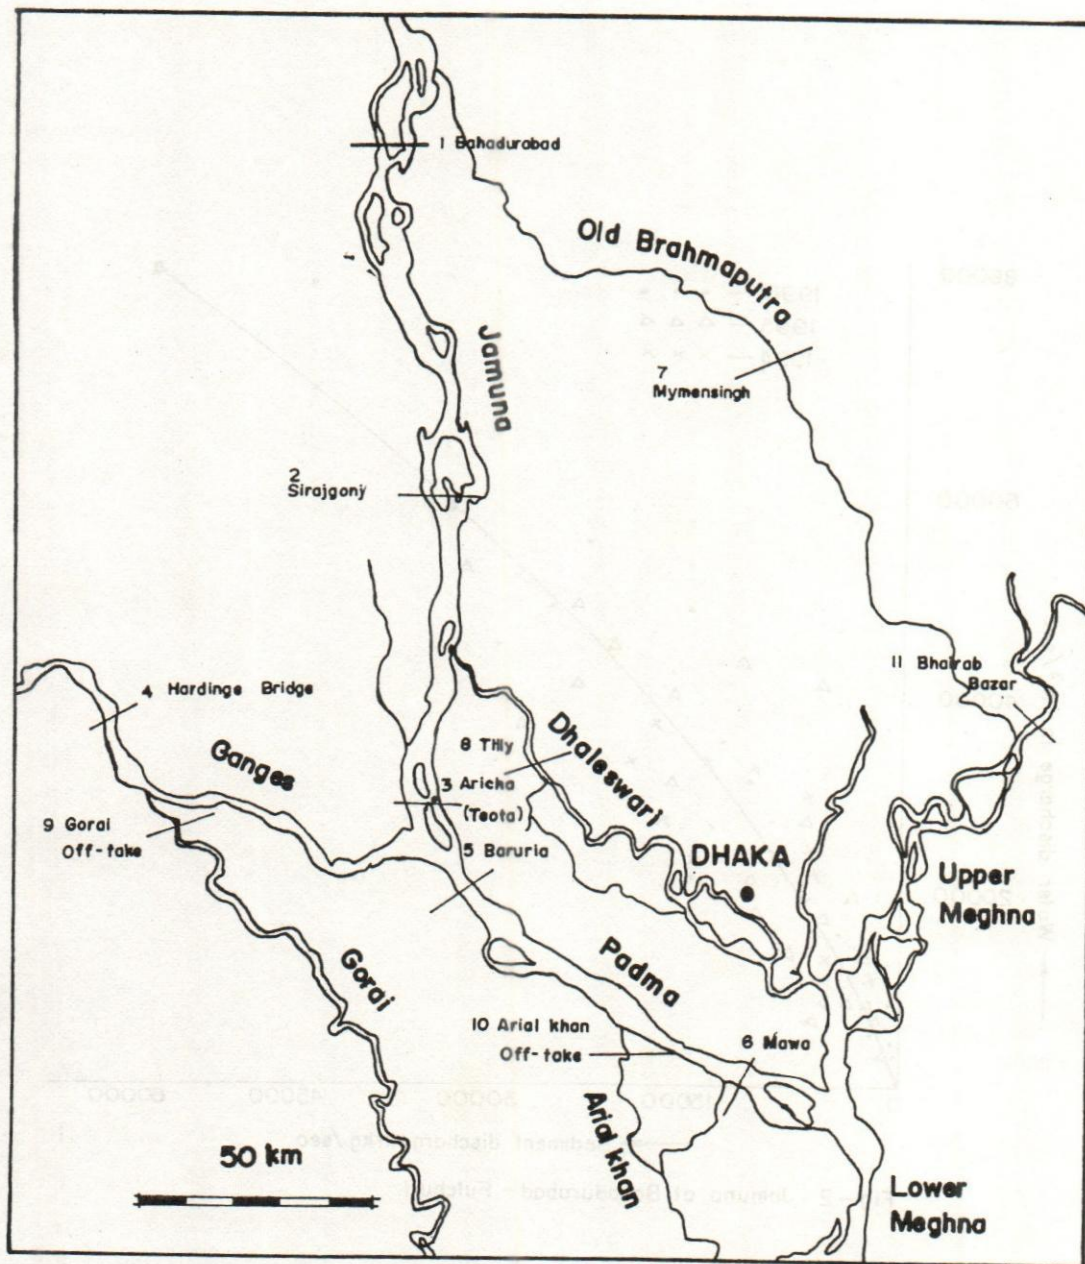 1 Bahadurabad
Old Brahmaputra
Jamuna
7
Mymensingh
2
Sirajgonj
11 Bhairab
Bazar
4 Hardinge Bridge
Ganges
8 Tilly
Dhaleswari
3 Aricha
(Teota)
9 Gorai
Off-take
5 Baruria
DHAKA
Upper
Meghna
Gorai
Padma
10 Arial khan
Off-take
6 Mawa
Arial khan
50 km
Lower
Meghna